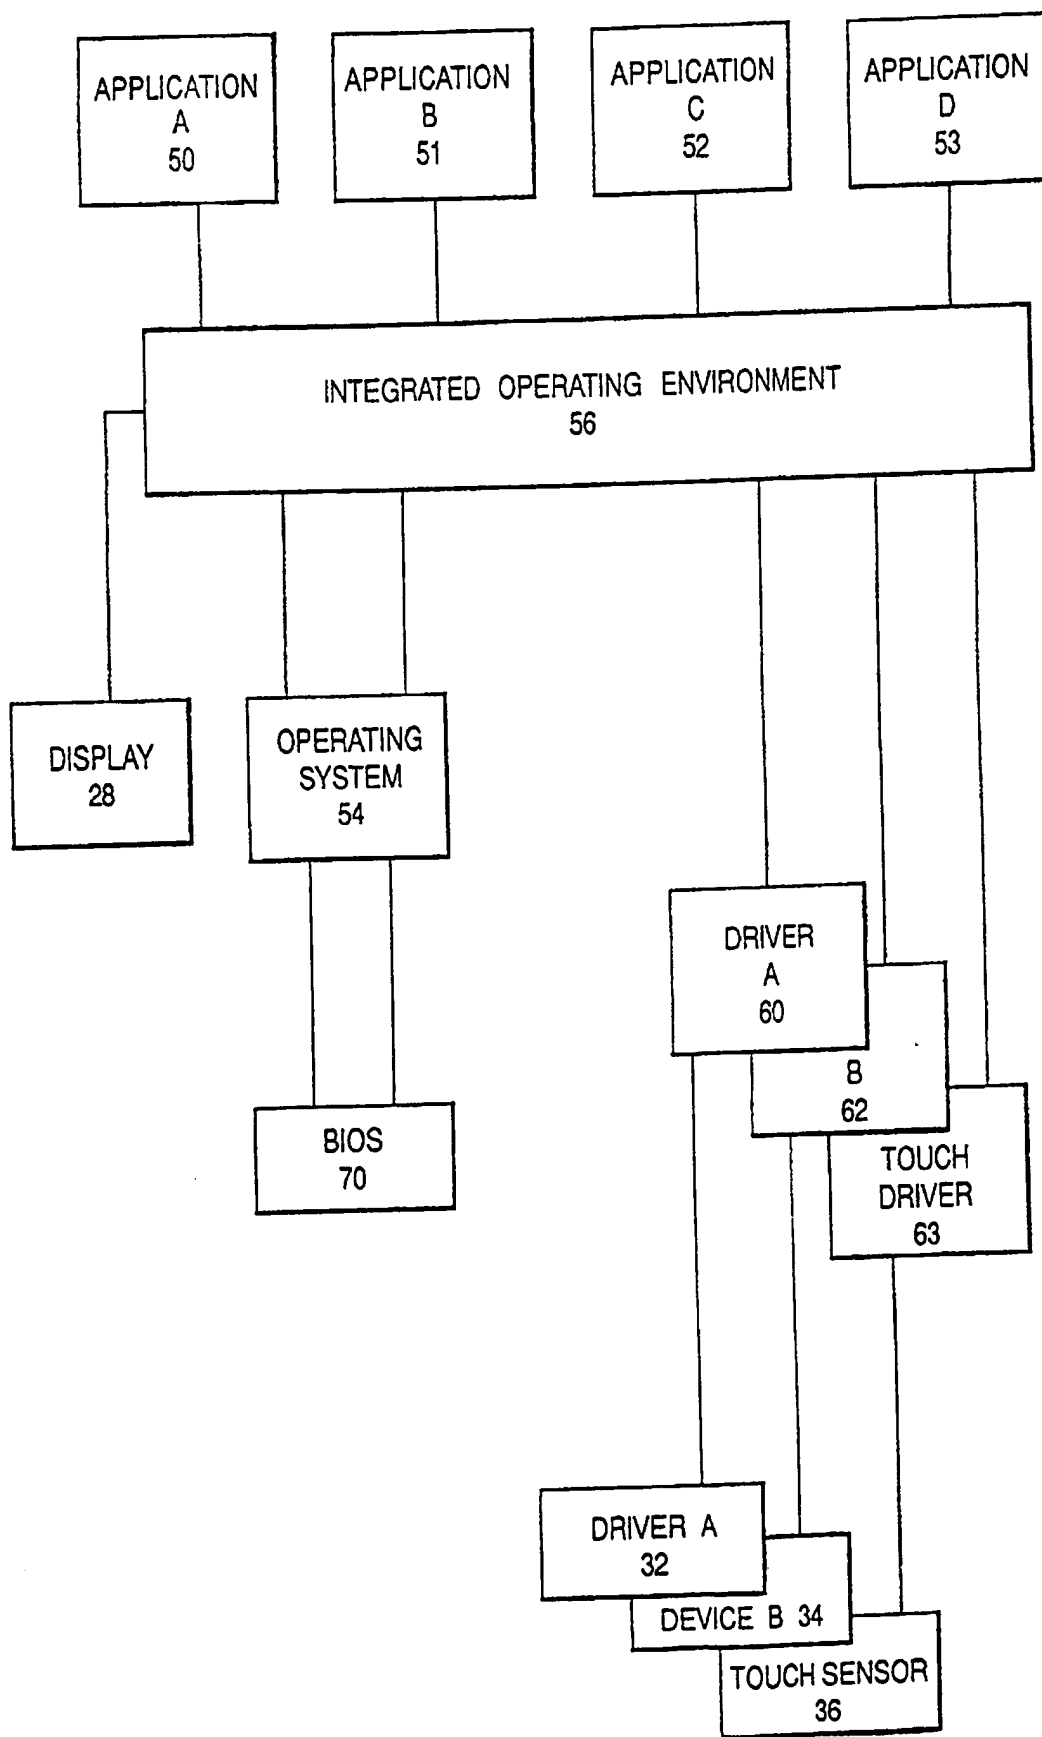 APPLICATION
A
50
APPLICATION
B
51
APPLICATION
C
52
APPLICATION
D
53
INTEGRATED OPERATING ENVIRONMENT
56
DISPLAY
28
OPERATING
SYSTEM
54
DRIVER
A
60
B
62
TOUCH
DRIVER
63
BIOS
70
DRIVER A
32
DEVICE B 34
TOUCH SENSOR
36